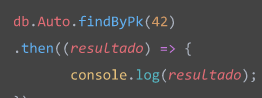 db.Auto.findByPk(42)
.then((resultado) => {
console.log(resultado);
})